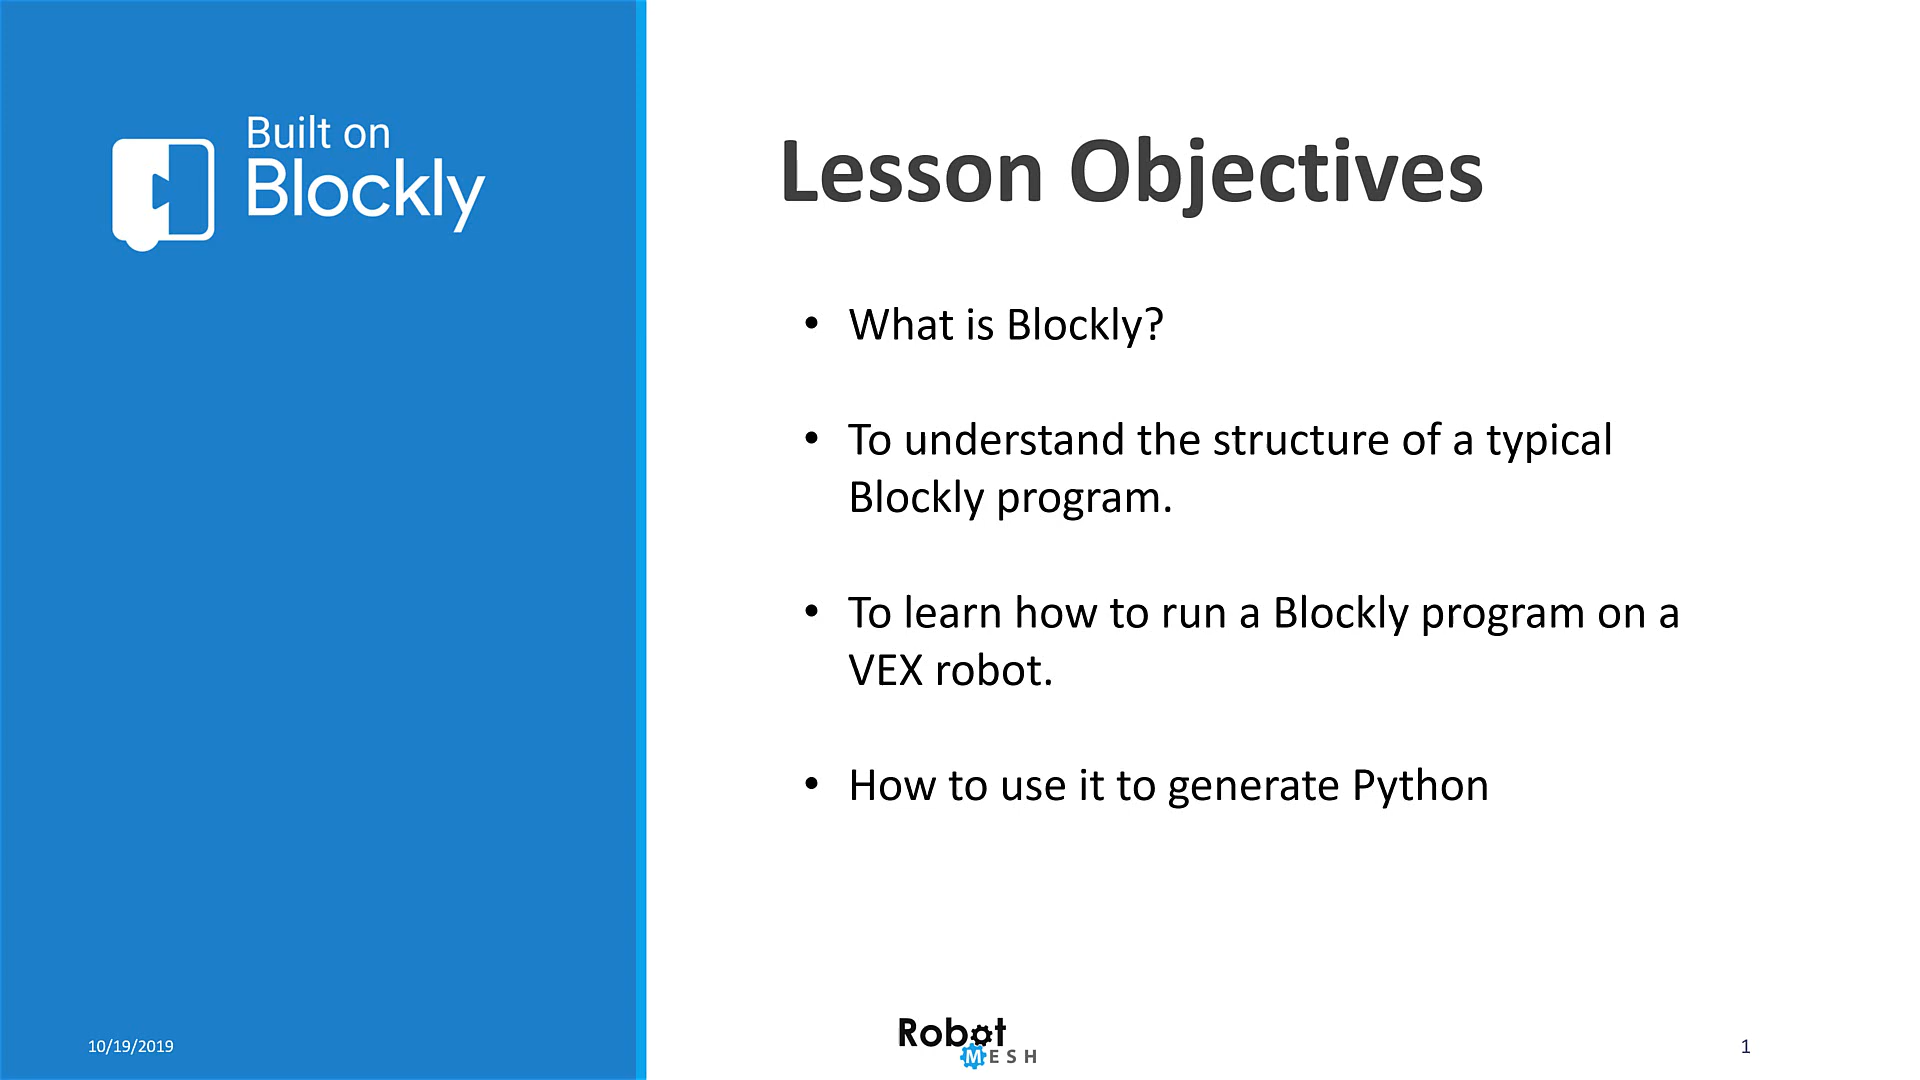 Built on
Blockly
Lesson Objectives
• What is Blockly?
• To understand the structure of a typical
Blockly program.
• To learn how to run a Blockly program on a
VEX robot.
• How to use it to generate Python
10/19/2019
Robot
MESH
1